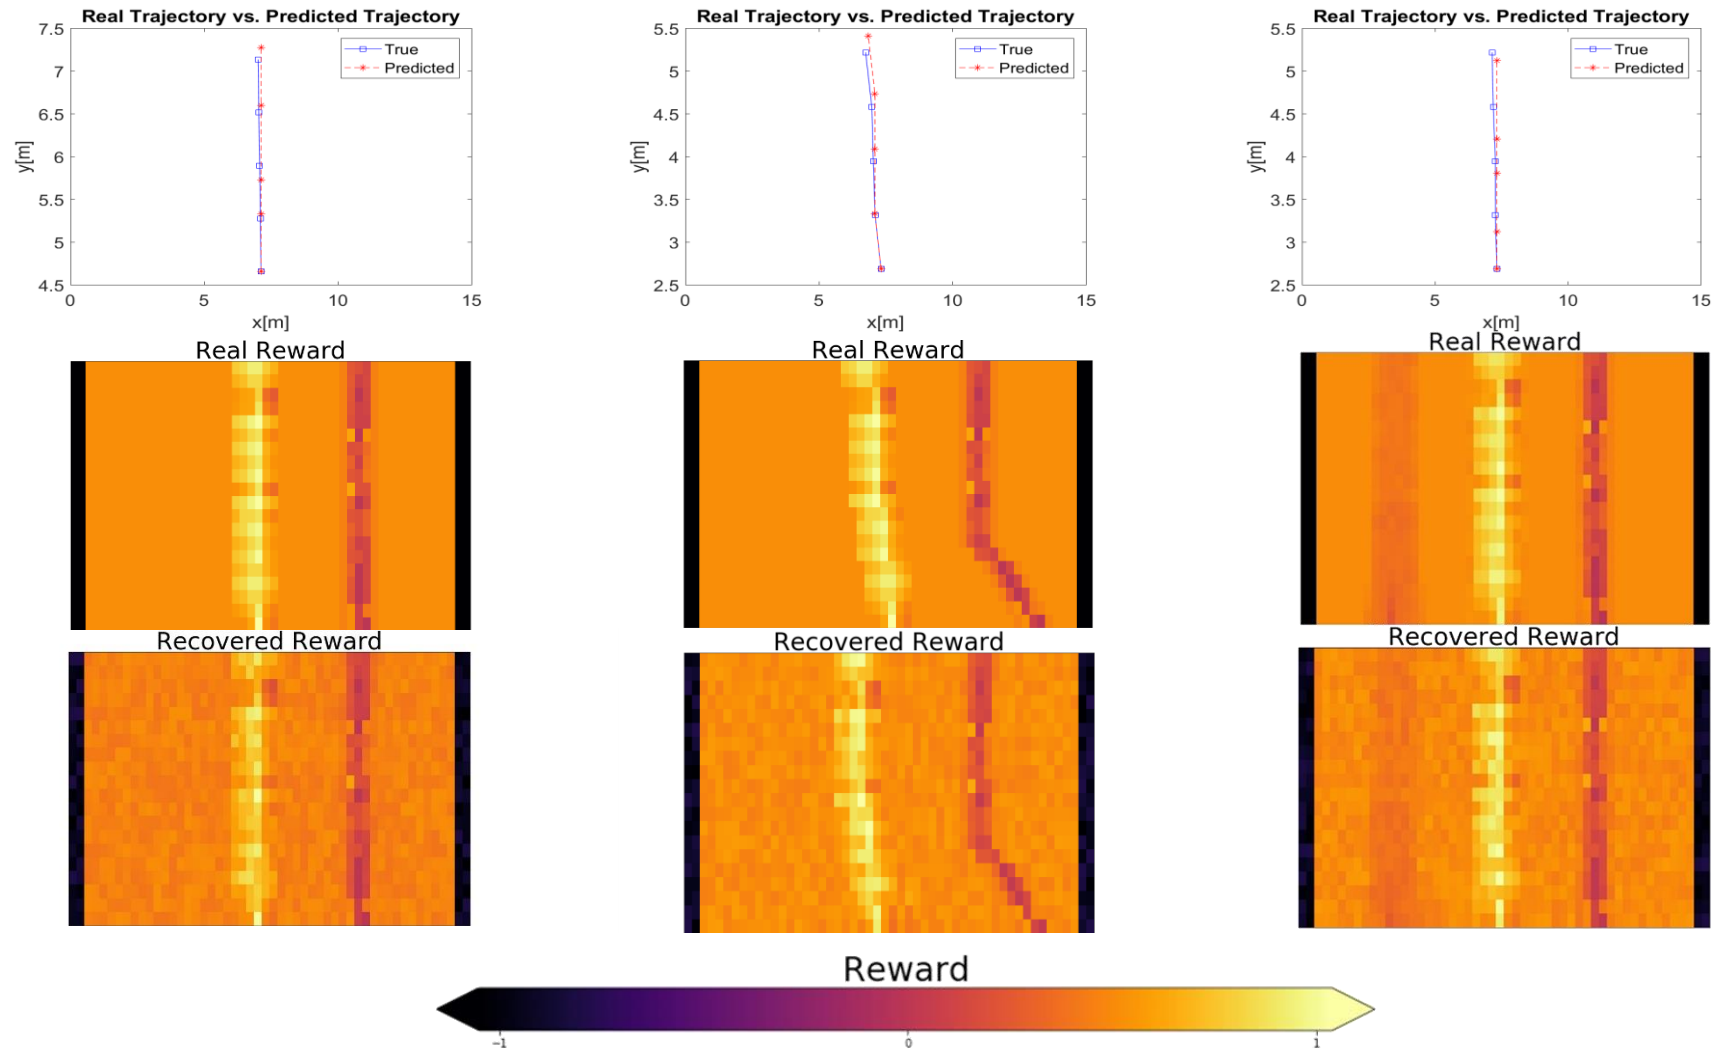 Real Trajectory vs. Predicted Trajectory
7.5
7
6.5
6
5.5
5
4.5
y[m]
True
Predicted
0 5 10 15
x[m]
Real Reward
Recovered Reward
Real Trajectory vs. Predicted Trajectory
5.5
5
4.5
4
3.5
3
2.5
y[m]
True
Predicted
0 5 10 15
x[m]
Real Reward
Recovered Reward
Real Trajectory vs. Predicted Trajectory
5.5
5
4.5
4
3.5
3
2.5
y[m]
True
Predicted
0 5 10 15
x[m]
Real Reward
Recovered Reward
Reward
−1 0 1